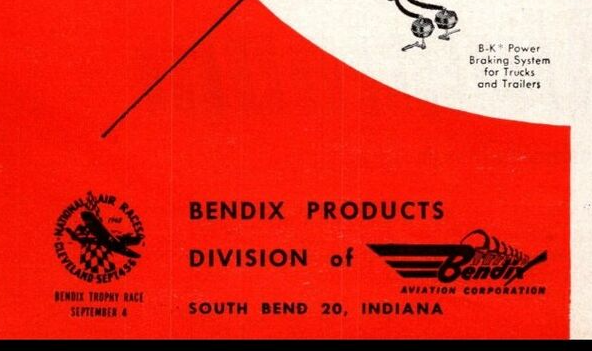 B-K* Power
Braking System
for Trucks
and Trailers
NATIONAL AIR RACES
1948
CLEVELAND-SEPT 4 5 6
BENDIX TROPHY RACE
SEPTEMBER 4
BENDIX PRODUCTS
DIVISION of Bendix
AVIATION CORPORATION
SOUTH BEND 20, INDIANA